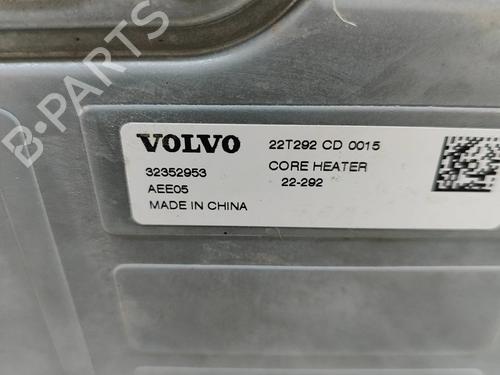 B-PARTS
VOLVO
32352953
AEE05
MADE IN CHINA
22T292 CD 0015
CORE HEATER
22-292